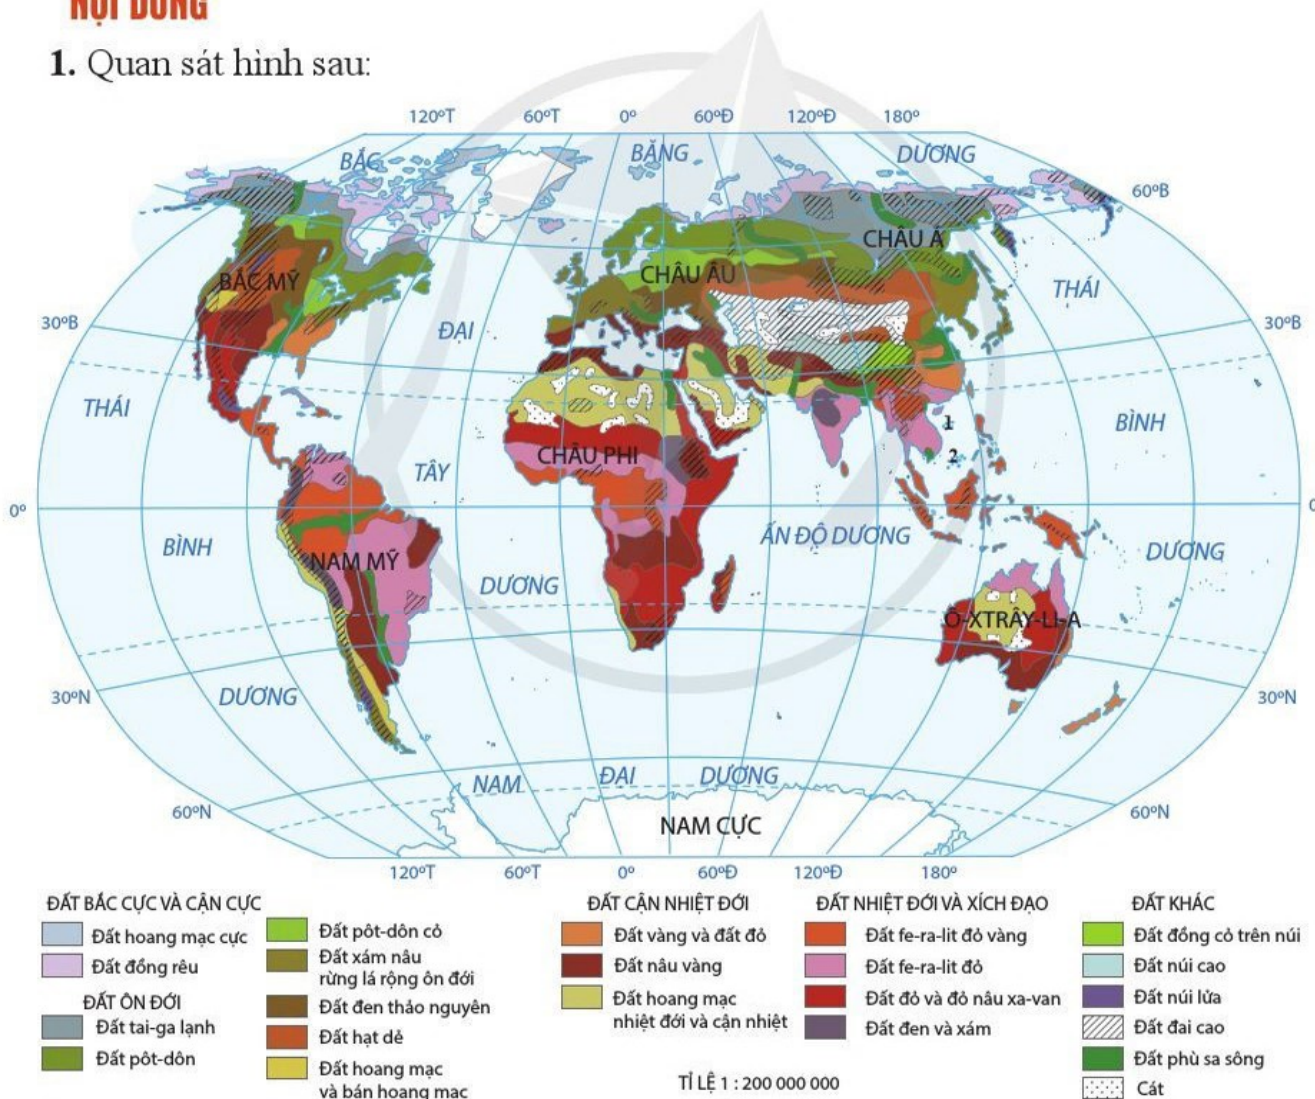 NỘI DUNG
1. Quan sát hình sau:
120°T 60°T 0° 60°Đ 120°Đ 180°
BẮC BĂNG DƯƠNG
60°B
CHÂU Á
BẮC MỸ CHÂU ÂU THÁI
30°B ĐẠI 30°B
THÁI BÌNH
1
CHÂU PHI 2
TÂY
0° 0
BÌNH ẤN ĐỘ DƯƠNG DƯƠNG
NAM MỸ
DƯƠNG
Ô-XTRÂY-LI-A
30°N DƯƠNG 30°N
NAM ĐẠI DƯƠNG
60°N 60°N
NAM CỰC
120°T 60°T 0° 60°Đ 120°Đ 180°
ĐẤT BẮC CỰC VÀ CẬN CỰC
Đất hoang mạc cực
Đất đồng rêu
ĐẤT ÔN ĐỚI
Đất tai-ga lạnh
Đất pôt-dôn
Đất pôt-dôn cỏ
Đất xám nâu
rừng lá rộng ôn đới
Đất đen thảo nguyên
Đất hạt dẻ
Đất hoang mạc
và bán hoang mạc
ĐẤT CẬN NHIỆT ĐỚI
Đất vàng và đất đỏ
Đất nâu vàng
Đất hoang mạc
nhiệt đới và cận nhiệt
ĐẤT NHIỆT ĐỚI VÀ XÍCH ĐẠO
Đất fe-ra-lit đỏ vàng
Đất fe-ra-lit đỏ
Đất đỏ và đỏ nâu xa-van
Đất đen và xám
ĐẤT KHÁC
Đất đồng cỏ trên núi
Đất núi cao
Đất núi lửa
Đất đai cao
Đất phù sa sông
Cát
TỈ LỆ 1 : 200 000 000